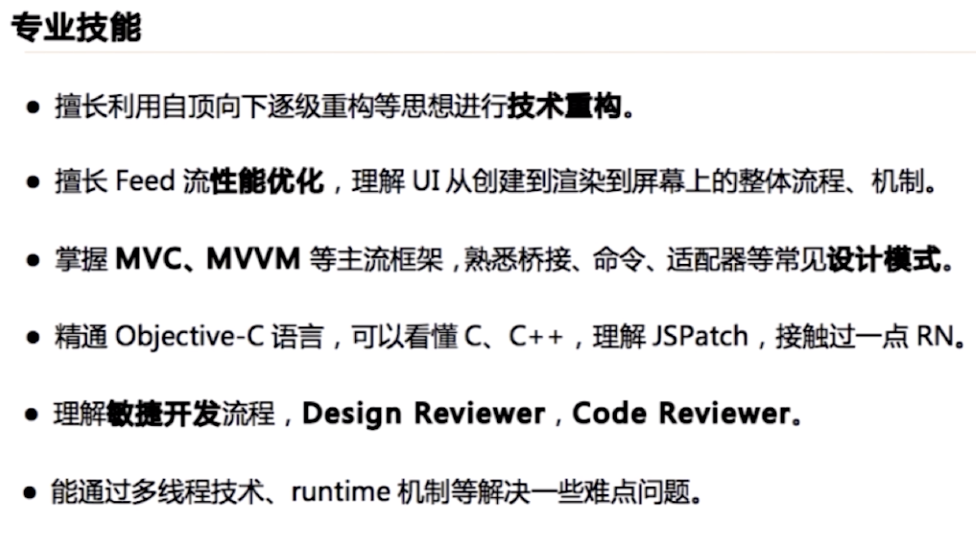 专业技能
● 擅长利用自顶向下逐级重构等思想进行技术重构。
● 擅长 Feed 流性能优化，理解 UI 从创建到渲染到屏幕上的整体流程、机制。
● 掌握 MVC、MVVM 等主流框架，熟悉桥接、命令、适配器等常见设计模式。
● 精通 Objective-C 语言，可以看懂 C、C++，理解 JSPatch，接触过一点 RN。
● 理解敏捷开发流程，Design Reviewer，Code Reviewer。
● 能通过多线程技术、runtime 机制等解决一些难点问题。